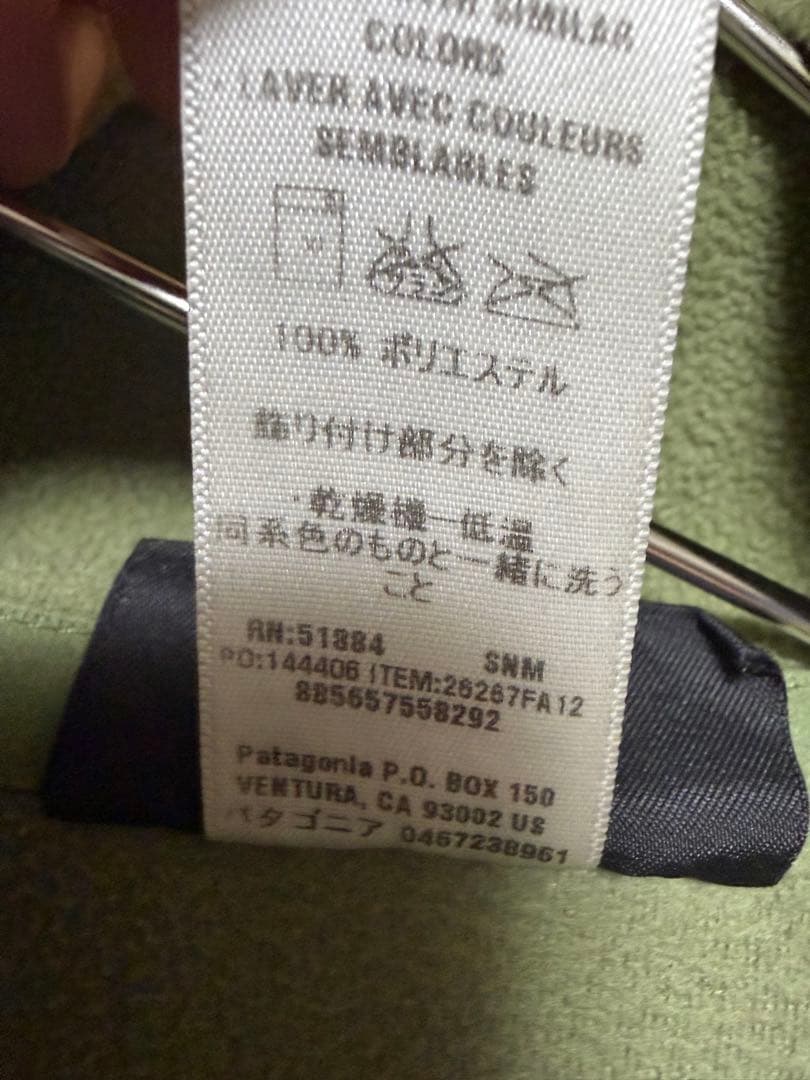 SIMILAR
COLORS
LAVER AVEC COULEURS
SEMBLABLES
100% ポリエステル
飾り付け部分を除く
・乾燥機ー低温
同系色のものと一緒に洗う
こと
RN:51884 SNM
PO:144406 ITEM:26267FA12
8B5657558292
Patagonia P.O. BOX 150
VENTURA, CA 93002 US
パタゴニア 0467238961